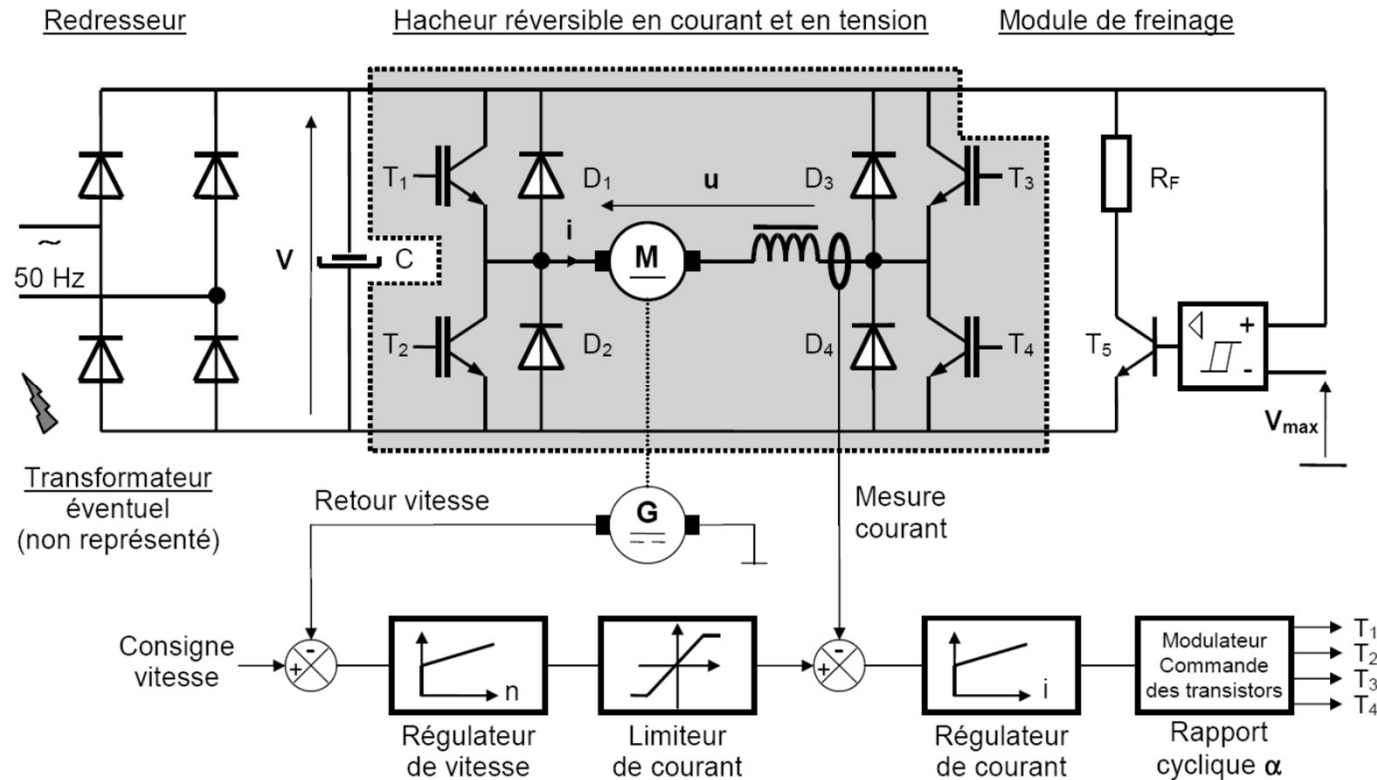 Redresseur
Hacheur réversible en courant et en tension
Module de freinage
T1
D1
u
D3
T3
RF
~
50 Hz
V
C
i
M
T2
D2
D4
T4
T5
+
-
Vmax
Transformateur
éventuel
(non représenté)
Retour vitesse
G
Mesure
courant
Consigne
vitesse
-
+
n
-
+
i
Modulateur
Commande
des transistors
T1
T2
T3
T4
Régulateur
de vitesse
Limiteur
de courant
Régulateur
de courant
Rapport
cyclique α